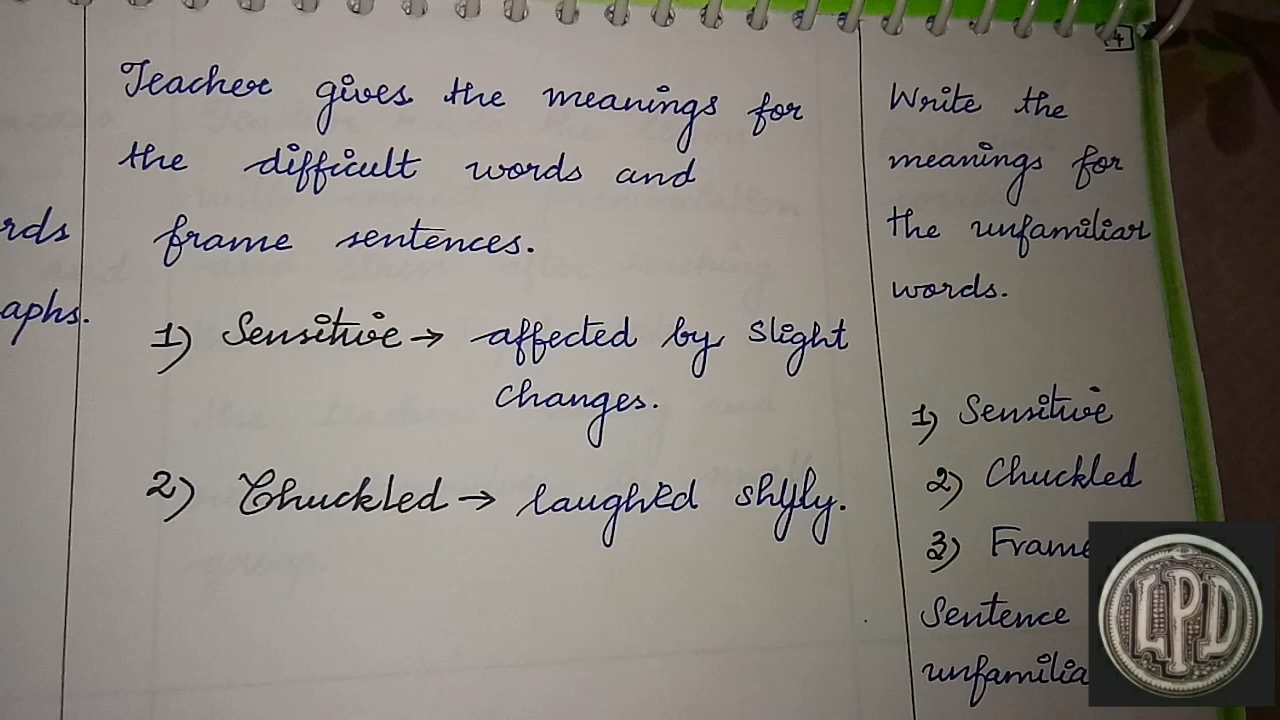 4
rds
aphs.
Teacher gives the meanings for
the difficult words and
frame sentences.
1) Sensitive → affected by slight
changes.
2) Chuckled → laughed shyly.
Write the
meanings for
the unfamiliar
words.
1) Sensitive
2) Chuckled
3) Frame
Sentence
unfamilia
LPD